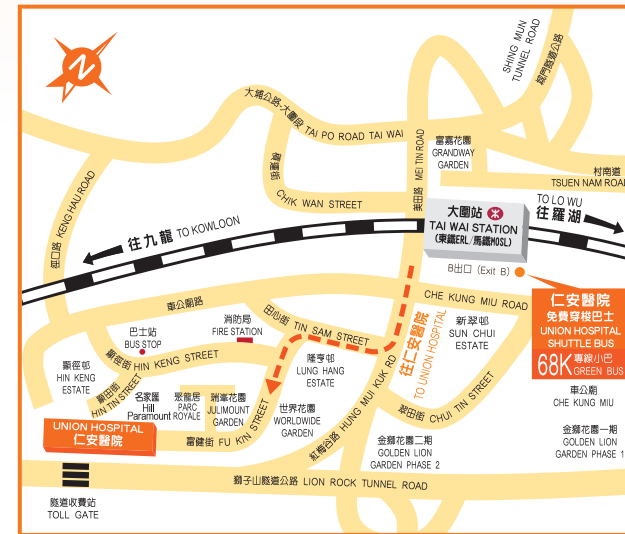 N
SHING MUN
TUNNEL ROAD
城門隧道公路
大埔公路-大圍段 TAI PO ROAD TAI WAI
美田路 MEI TIN ROAD
富嘉花園
GRANDWAY
GARDEN
村南道
TSUEN NAM ROAD
積運街
CHIK WAN STREET
徑口路 KENG HAU ROAD
往九龍 TO KOWLOON
大圍站
TAI WAI STATION
(東鐵ERL/馬鐵MOSL)
TO LO WU
往羅湖
B出口 (Exit B)
車公廟路
CHE KUNG MIU ROAD
仁安醫院
免費穿梭巴士
UNION HOSPITAL
SHUTTLE BUS
68K 專線小巴
GREEN BUS
巴士站
BUS STOP
消防局
FIRE STATION
田心街 TIN SAM STREET
往仁安醫院
TO UNION HOSPITAL
新翠邨
SUN CHUI
ESTATE
顯徑邨
HIN KENG
ESTATE
顯徑街 HIN KENG STREET
隆亨邨
LUNG HANG
ESTATE
車公廟
CHE KUNG MIU
顯田街
HIN TIN STREET
名家匯
Hill
Paramount
聚龍居
PARC
ROYALE
瑞峯花園
JULIMOUNT
GARDEN
世界花園
WORLDWIDE
GARDEN
紅梅谷路 HUNG MUI KUK RD
翠田街 CHUI TIN STREET
UNION HOSPITAL
仁安醫院
富健街 FU KIN STREET
金獅花園二期
GOLDEN LION
GARDEN PHASE 2
金獅花園一期
GOLDEN LION
GARDEN PHASE 1
獅子山隧道公路 LION ROCK TUNNEL ROAD
隧道收費站
TOLL GATE